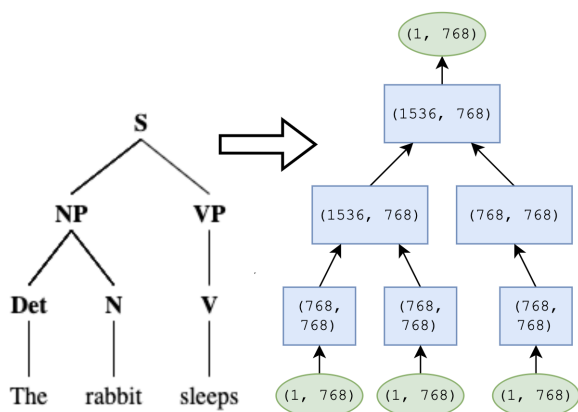 (1, 768)
(1536, 768)
S
NP VP
(1536, 768) (768, 768)
Det N V
(768,
768)
(768,
768)
(768,
768)
The rabbit sleeps
(1, 768) (1, 768) (1, 768)